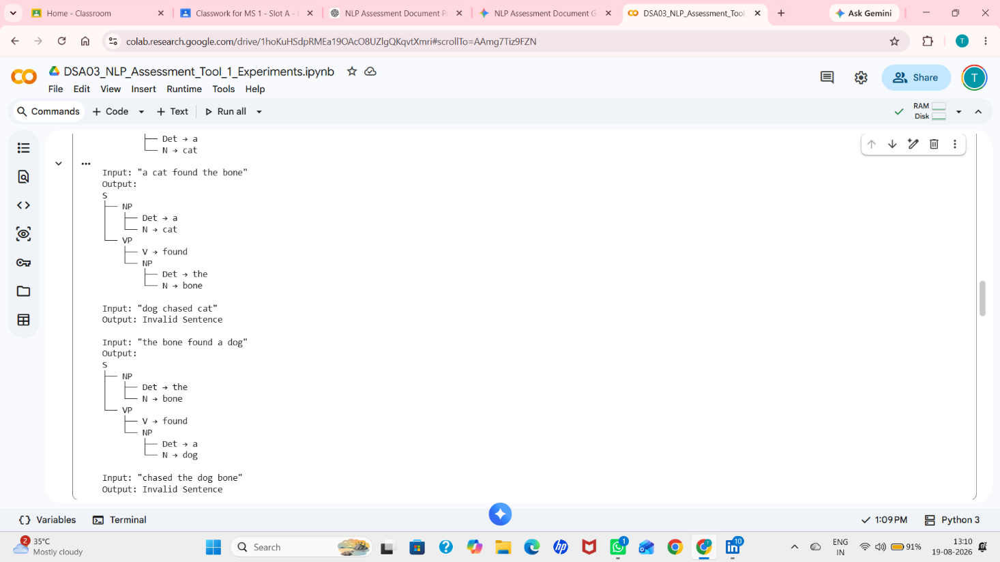 Home - Classroom
Classwork for MS 1 - Slot A -
NLP Assessment Document P
NLP Assessment Document G
DSA03_NLP_Assessment_Tool
Ask Gemini
colab.research.google.com/drive/1hoKuHSdpRMEa19OAcO8UZlgQKqvtXmri#scrollTo=AAmg7Tiz9FZN
T
DSA03_NLP_Assessment_Tool_1_Experiments.ipynb
File Edit View Insert Runtime Tools Help
Share
T
Commands + Code + Text Run all
RAM
Disk
├── Det → a
└── N → cat
Input: "a cat found the bone"
Output:
S
├── NP
│   ├── Det → a
│   └── N → cat
└── VP
    ├── V → found
    └── NP
        ├── Det → the
        └── N → bone
Input: "dog chased cat"
Output: Invalid Sentence
Input: "the bone found a dog"
Output:
S
├── NP
│   ├── Det → the
│   └── N → bone
└── VP
    ├── V → found
    └── NP
        ├── Det → a
        └── N → dog
Input: "chased the dog bone"
Output: Invalid Sentence
{} Variables Terminal
1:09 PM Python 3
2
35°C
Mostly cloudy
Search
1
10
ENG
IN
91%
13:10
19-08-2026